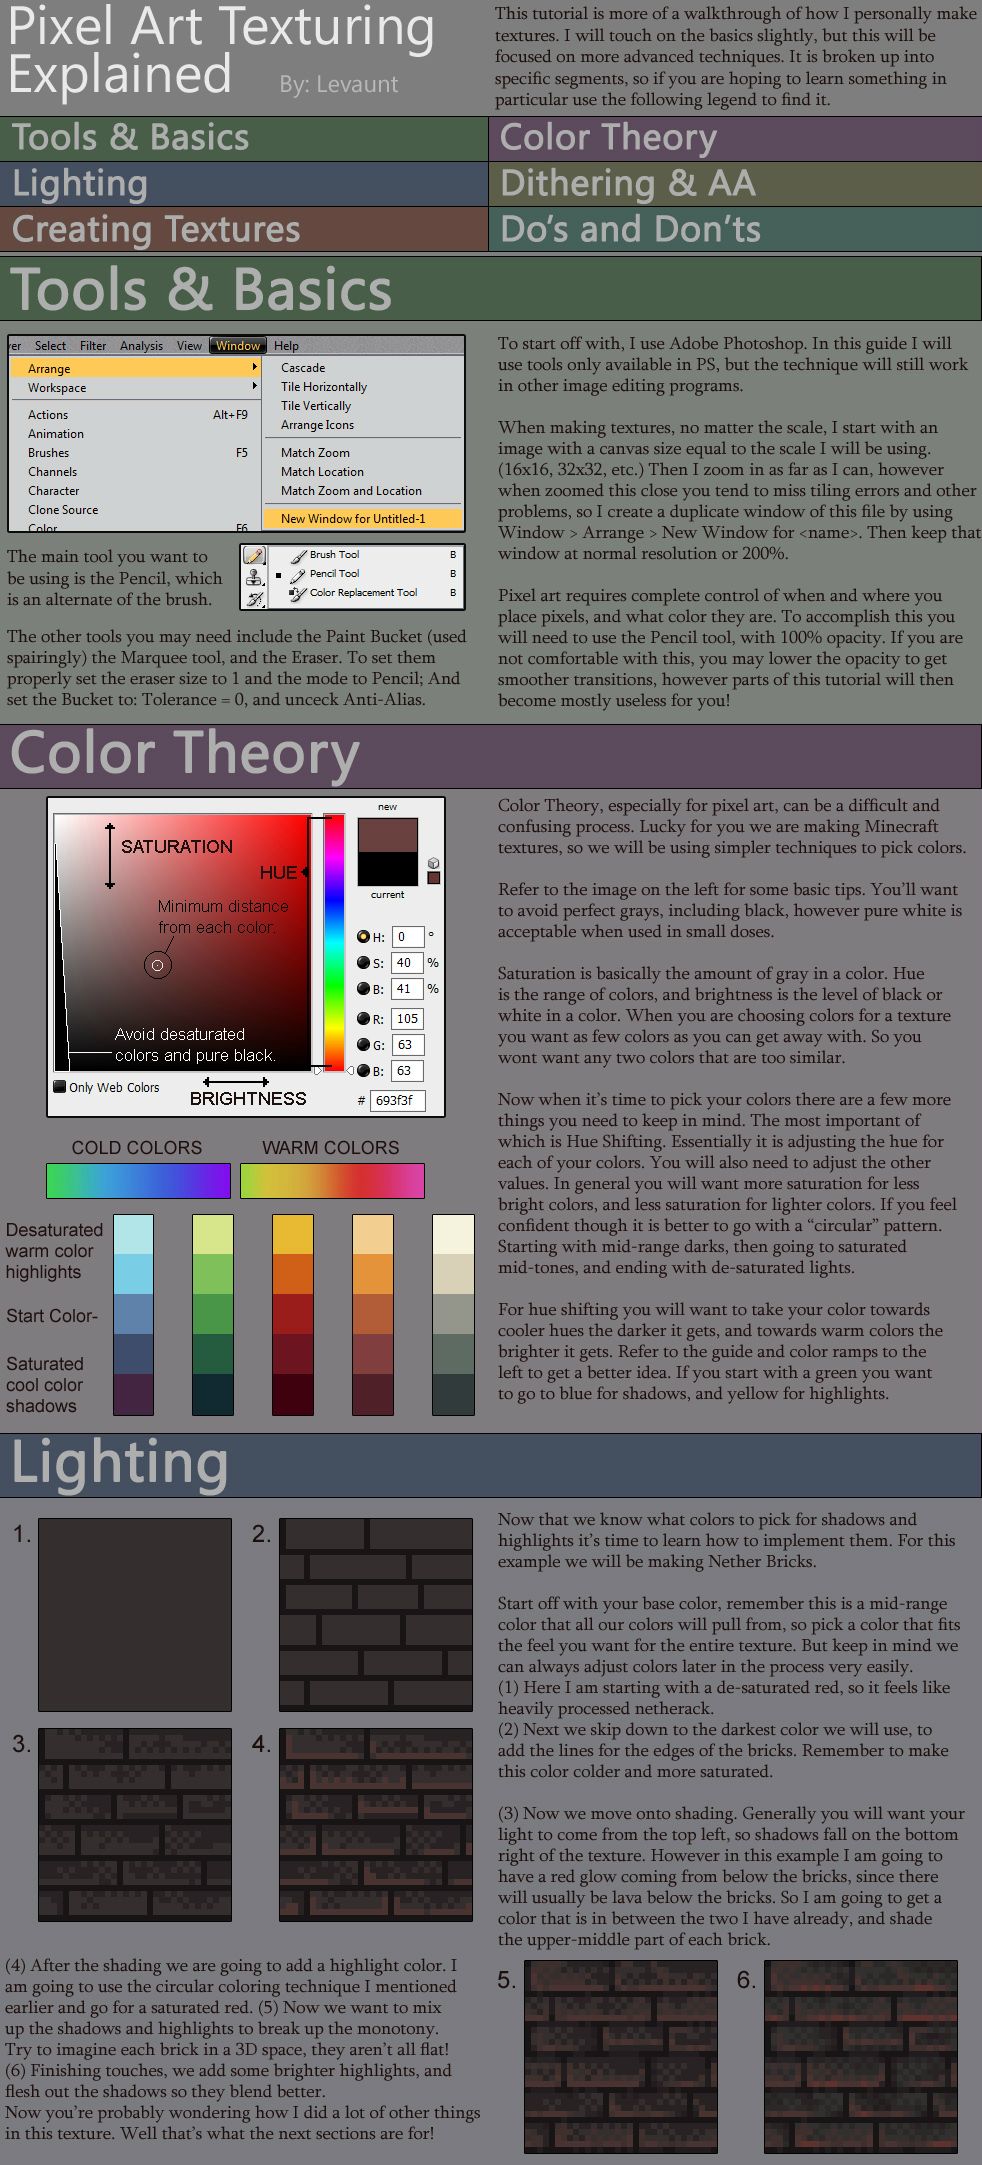 Pixel Art Texturing
Explained
By: Levaunt
This tutorial is more of a walkthrough of how I personally make
textures. I will touch on the basics slightly, but this will be
focused on more advanced techniques. It is broken up into
specific segments, so if you are hoping to learn something in
particular use the following legend to find it.
Tools & Basics
Color Theory
Lighting
Dithering & AA
Creating Textures
Do's and Don'ts
Tools & Basics
yer Select Filter Analysis View Window Help
Arrange
Workspace
Actions Alt+F9
Animation
Brushes F5
Channels
Character
Clone Source
Color F6
Cascade
Tile Horizontally
Tile Vertically
Arrange Icons
Match Zoom
Match Location
Match Zoom and Location
New Window for Untitled-1
The main tool you want to
be using is the Pencil, which
is an alternate of the brush.
Brush Tool B
Pencil Tool B
Color Replacement Tool B
The other tools you may need include the Paint Bucket (used
spairingly) the Marquee tool, and the Eraser. To set them
properly set the eraser size to 1 and the mode to Pencil; And
set the Bucket to: Tolerance = 0, and unceck Anti-Alias.
To start off with, I use Adobe Photoshop. In this guide I will
use tools only available in PS, but the technique will still work
in other image editing programs.
When making textures, no matter the scale, I start with an
image with a canvas size equal to the scale I will be using.
(16x16, 32x32, etc.) Then I zoom in as far as I can, however
when zoomed this close you tend to miss tiling errors and other
problems, so I create a duplicate window of this file by using
Window > Arrange > New Window for <name>. Then keep that
window at normal resolution or 200%.
Pixel art requires complete control of when and where you
place pixels, and what color they are. To accomplish this you
will need to use the Pencil tool, with 100% opacity. If you are
not comfortable with this, you may lower the opacity to get
smoother transitions, however parts of this tutorial will then
become mostly useless for you!
Color Theory
SATURATION
HUE
Minimum distance
from each color.
Avoid desaturated
colors and pure black.
Only Web Colors
BRIGHTNESS
new
current
H: 0 °
S: 40 %
B: 41 %
R: 105
G: 63
B: 63
# 693f3f
COLD COLORS
WARM COLORS
Desaturated
warm color
highlights
Start Color-
Saturated
cool color
shadows
Color Theory, especially for pixel art, can be a difficult and
confusing process. Lucky for you we are making Minecraft
textures, so we will be using simpler techniques to pick colors.
Refer to the image on the left for some basic tips. You'll want
to avoid perfect grays, including black, however pure white is
acceptable when used in small doses.
Saturation is basically the amount of gray in a color. Hue
is the range of colors, and brightness is the level of black or
white in a color. When you are choosing colors for a texture
you want as few colors as you can get away with. So you
wont want any two colors that are too similar.
Now when it's time to pick your colors there are a few more
things you need to keep in mind. The most important of
which is Hue Shifting. Essentially it is adjusting the hue for
each of your colors. You will also need to adjust the other
values. In general you will want more saturation for less
bright colors, and less saturation for lighter colors. If you feel
confident though it is better to go with a “circular” pattern.
Starting with mid-range darks, then going to saturated
mid-tones, and ending with de-saturated lights.
For hue shifting you will want to take your color towards
cooler hues the darker it gets, and towards warm colors the
brighter it gets. Refer to the guide and color ramps to the
left to get a better idea. If you start with a green you want
to go to blue for shadows, and yellow for highlights.
Lighting
1.
2.
3.
4.
Now that we know what colors to pick for shadows and
highlights it's time to learn how to implement them. For this
example we will be making Nether Bricks.
Start off with your base color, remember this is a mid-range
color that all our colors will pull from, so pick a color that fits
the feel you want for the entire texture. But keep in mind we
can always adjust colors later in the process very easily.
(1) Here I am starting with a de-saturated red, so it feels like
heavily processed netherack.
(2) Next we skip down to the darkest color we will use, to
add the lines for the edges of the bricks. Remember to make
this color colder and more saturated.
(3) Now we move onto shading. Generally you will want your
light to come from the top left, so shadows fall on the bottom
right of the texture. However in this example I am going to
have a red glow coming from below the bricks, since there
will usually be lava below the bricks. So I am going to get a
color that is in between the two I have already, and shade
the upper-middle part of each brick.
(4) After the shading we are going to add a highlight color. I
am going to use the circular coloring technique I mentioned
earlier and go for a saturated red. (5) Now we want to mix
up the shadows and highlights to break up the monotony.
Try to imagine each brick in a 3D space, they aren't all flat!
(6) Finishing touches, we add some brighter highlights, and
flesh out the shadows so they blend better.
Now you're probably wondering how I did a lot of other things
in this texture. Well that's what the next sections are for!
5.
6.